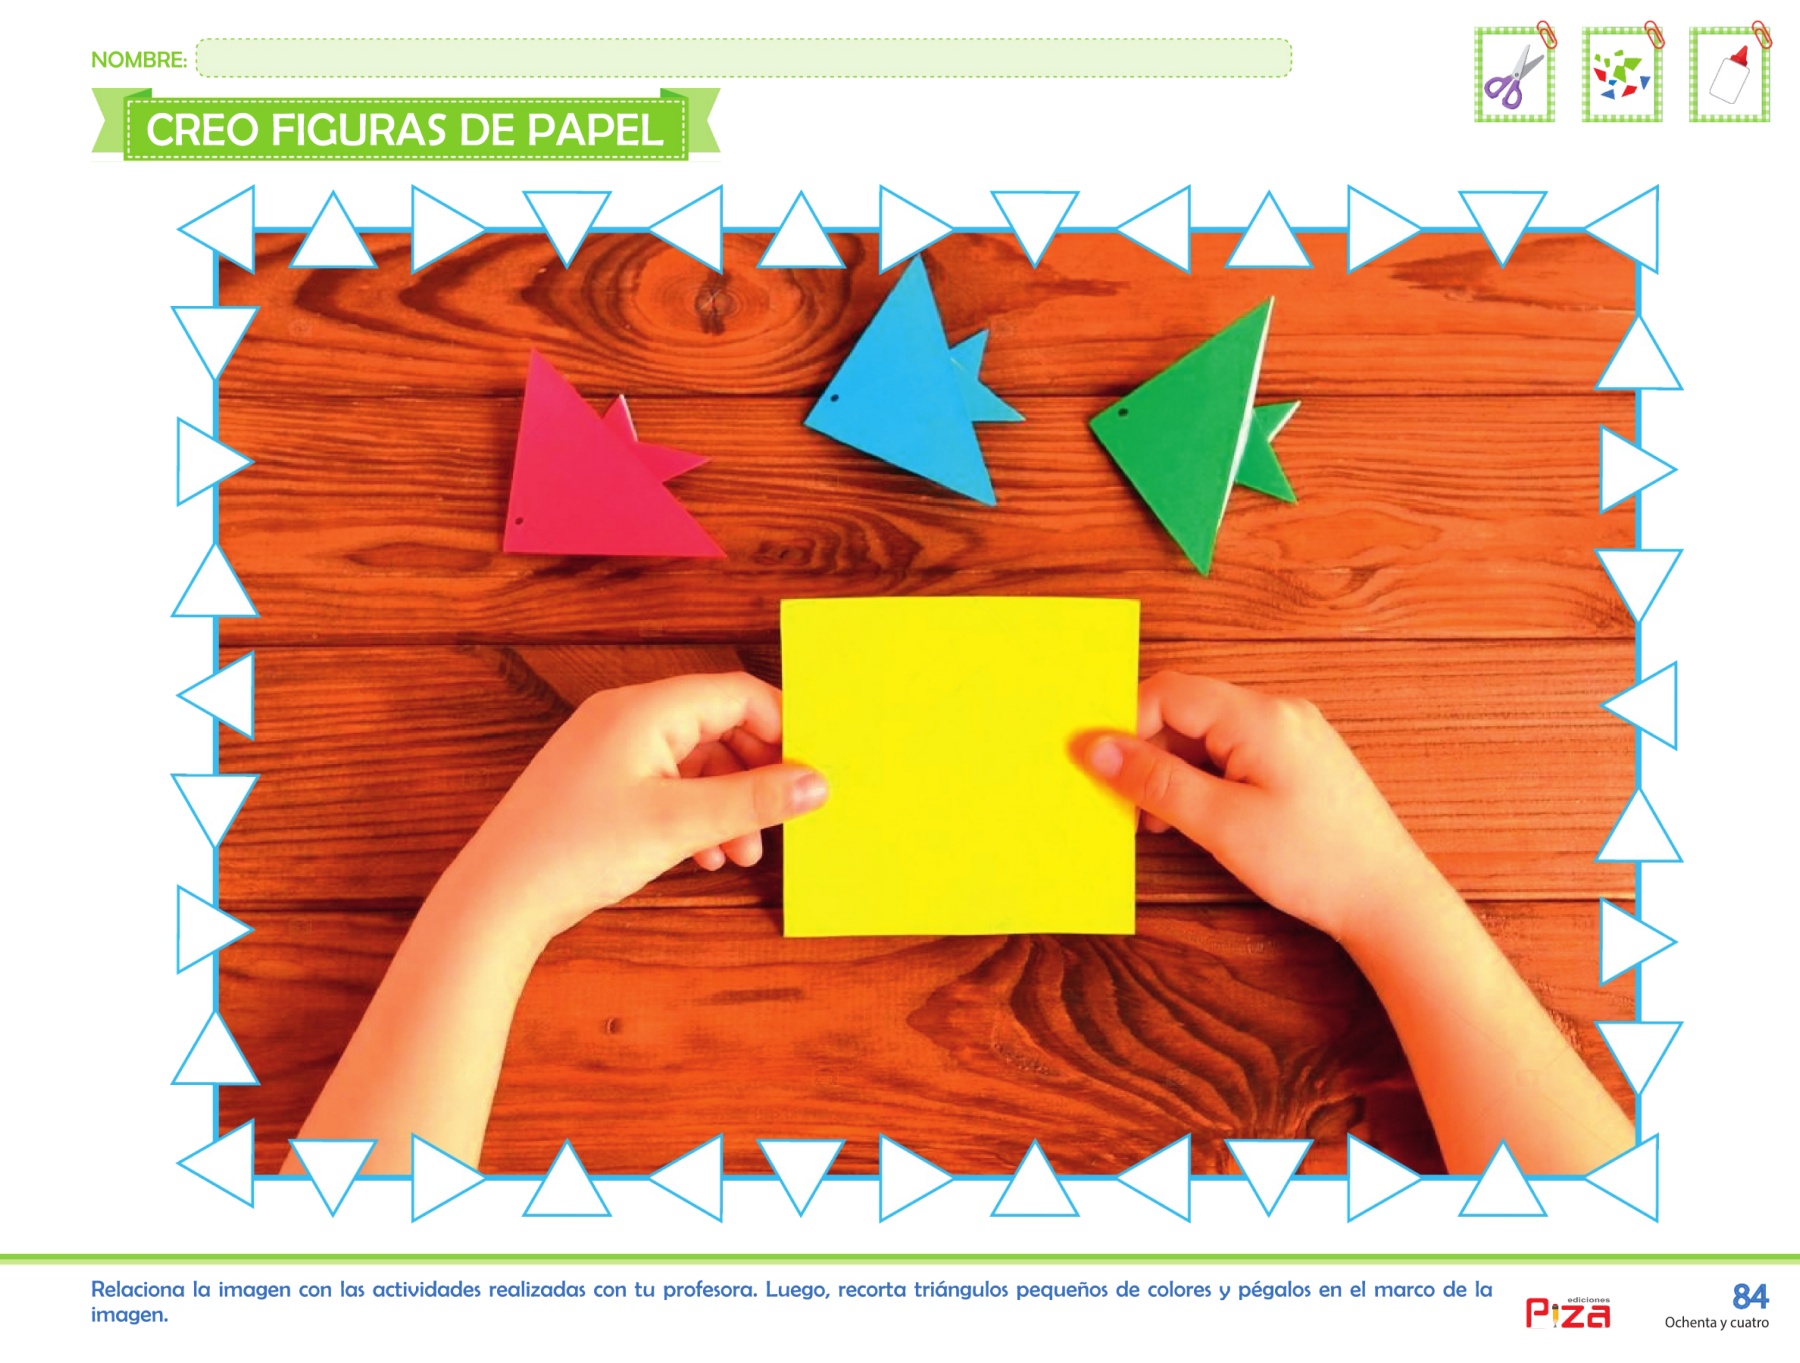 NOMBRE:
CREO FIGURAS DE PAPEL
Relaciona la imagen con las actividades realizadas con tu profesora. Luego, recorta triángulos pequeños de colores y pégalos en el marco de la
imagen.
ediciones
Piza
84
Ochenta y cuatro